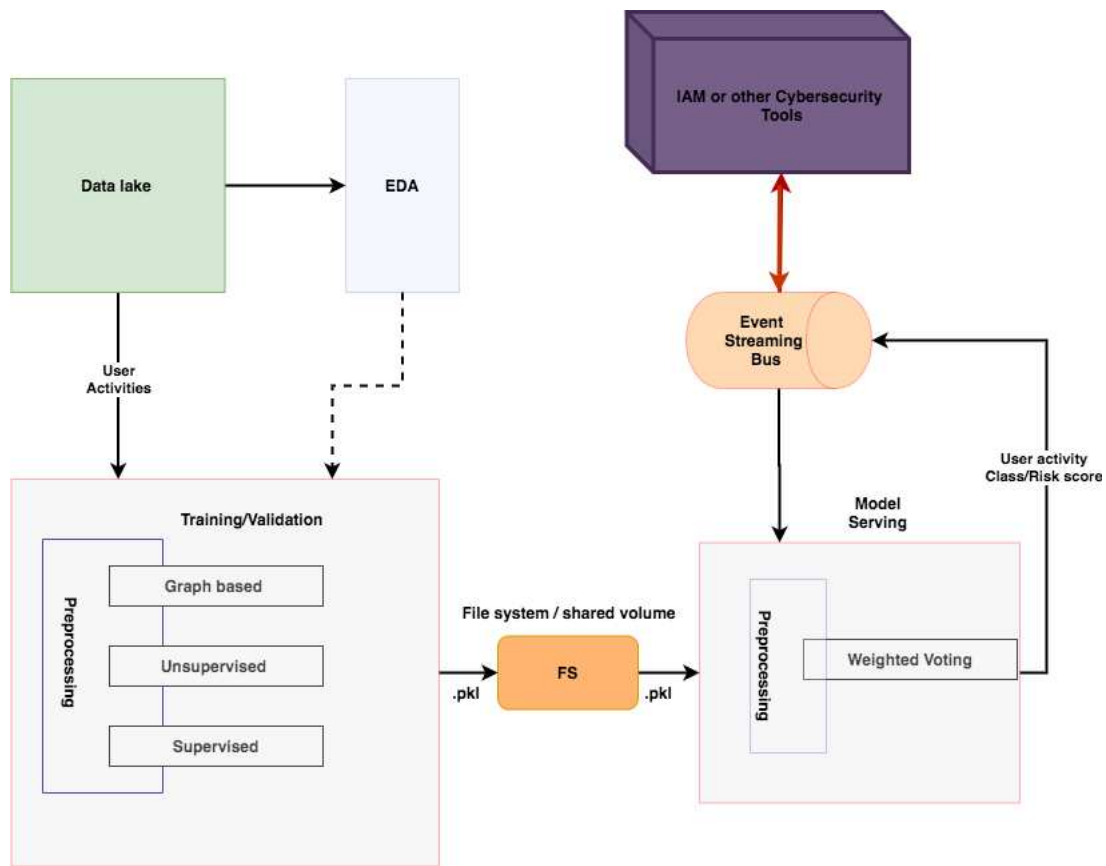 IAM or other Cybersecurity
Tools
Data lake
EDA
Event
Streaming
Bus
User
Activities
User activity
Class/Risk score
Training/Validation
Model
Serving
Preprocessing
Graph based
Unsupervised
Supervised
File system / shared volume
FS
.pkl
.pkl
Preprocessing
Weighted Voting